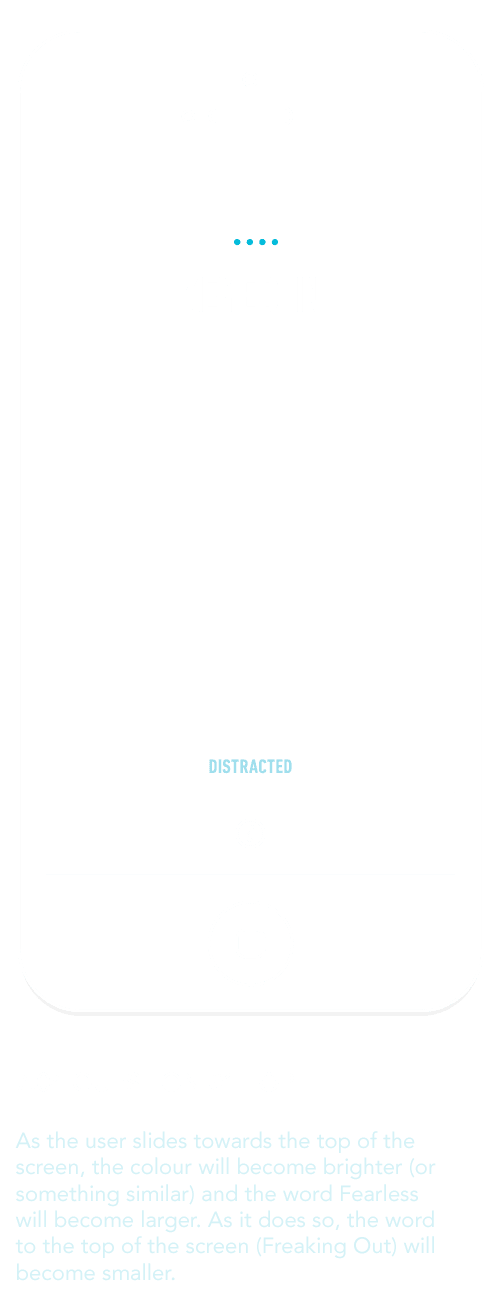 DISTRACTED
As the user slides towards the top of the
screen, the colour will become brighter (or
something similar) and the word Fearless
will become larger. As it does so, the word
to the top of the screen (Freaking Out) will
become smaller.